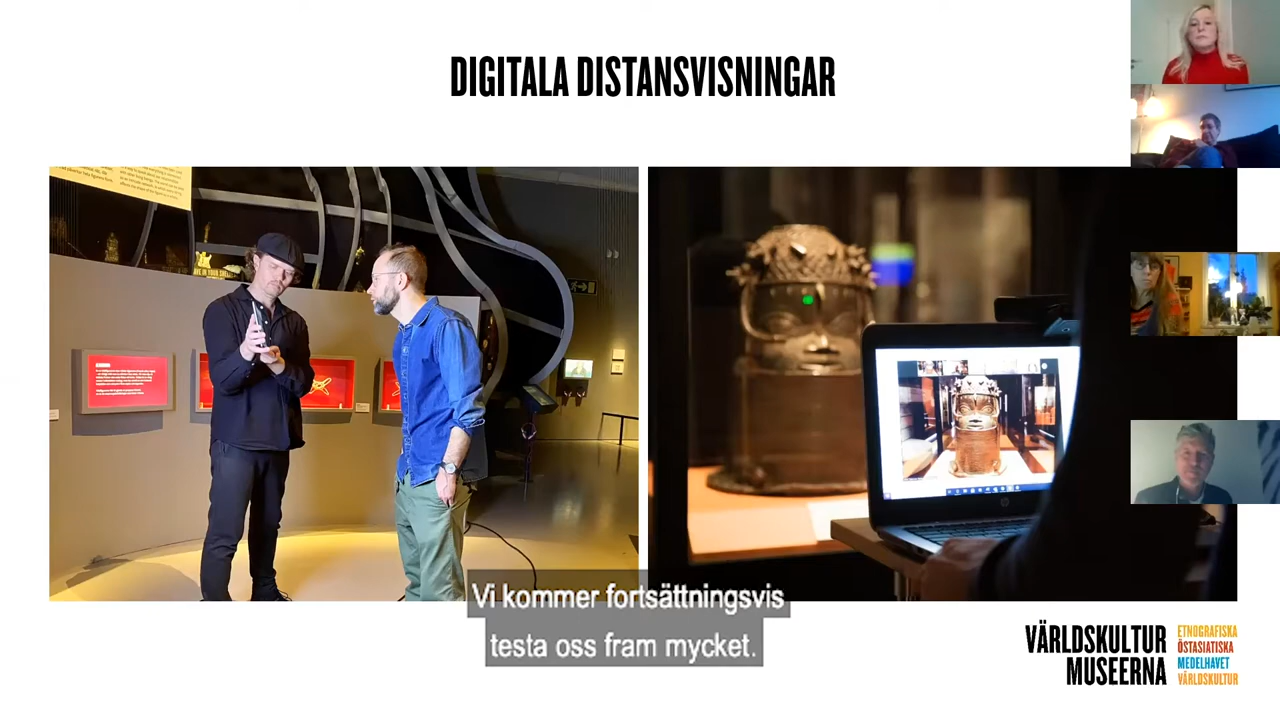 DIGITALA DISTANSVISNINGAR
Vi kommer fortsättningsvis
testa oss fram mycket.
VÄRLDSKULTUR
MUSEERNA
ETNOGRAFISKA
ÖSTASIATISKA
MEDELHAVET
VÄRLDSKULTUR